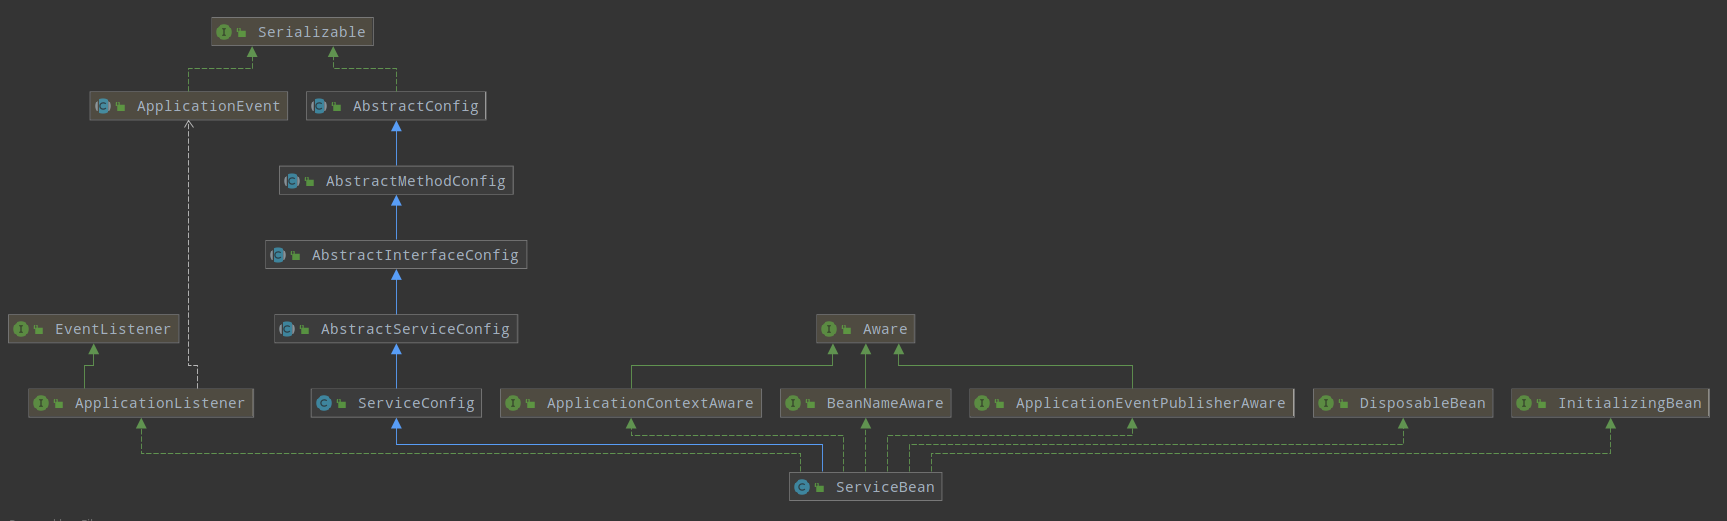 Serializable
ApplicationEvent
AbstractConfig
AbstractMethodConfig
AbstractInterfaceConfig
EventListener
AbstractServiceConfig
Aware
ApplicationListener
ServiceConfig
ApplicationContextAware
BeanNameAware
ApplicationEventPublisherAware
DisposableBean
InitializingBean
ServiceBean